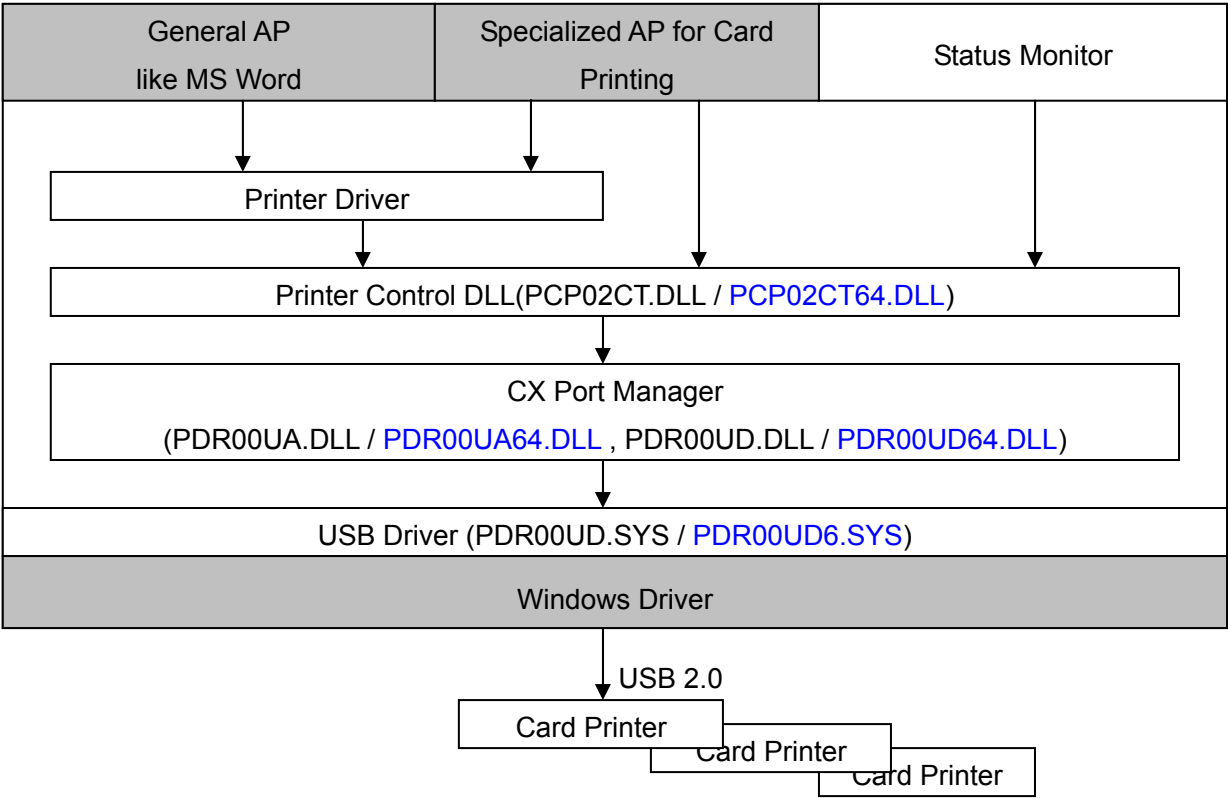 General AP
like MS Word
Specialized AP for Card
Printing
Status Monitor
Printer Driver
Printer Control DLL(PCP02CT.DLL / PCP02CT64.DLL)
CX Port Manager
(PDR00UA.DLL / PDR00UA64.DLL , PDR00UD.DLL / PDR00UD64.DLL)
USB Driver (PDR00UD.SYS / PDR00UD6.SYS)
Windows Driver
USB 2.0
Card Printer
Card Printer
Card Printer